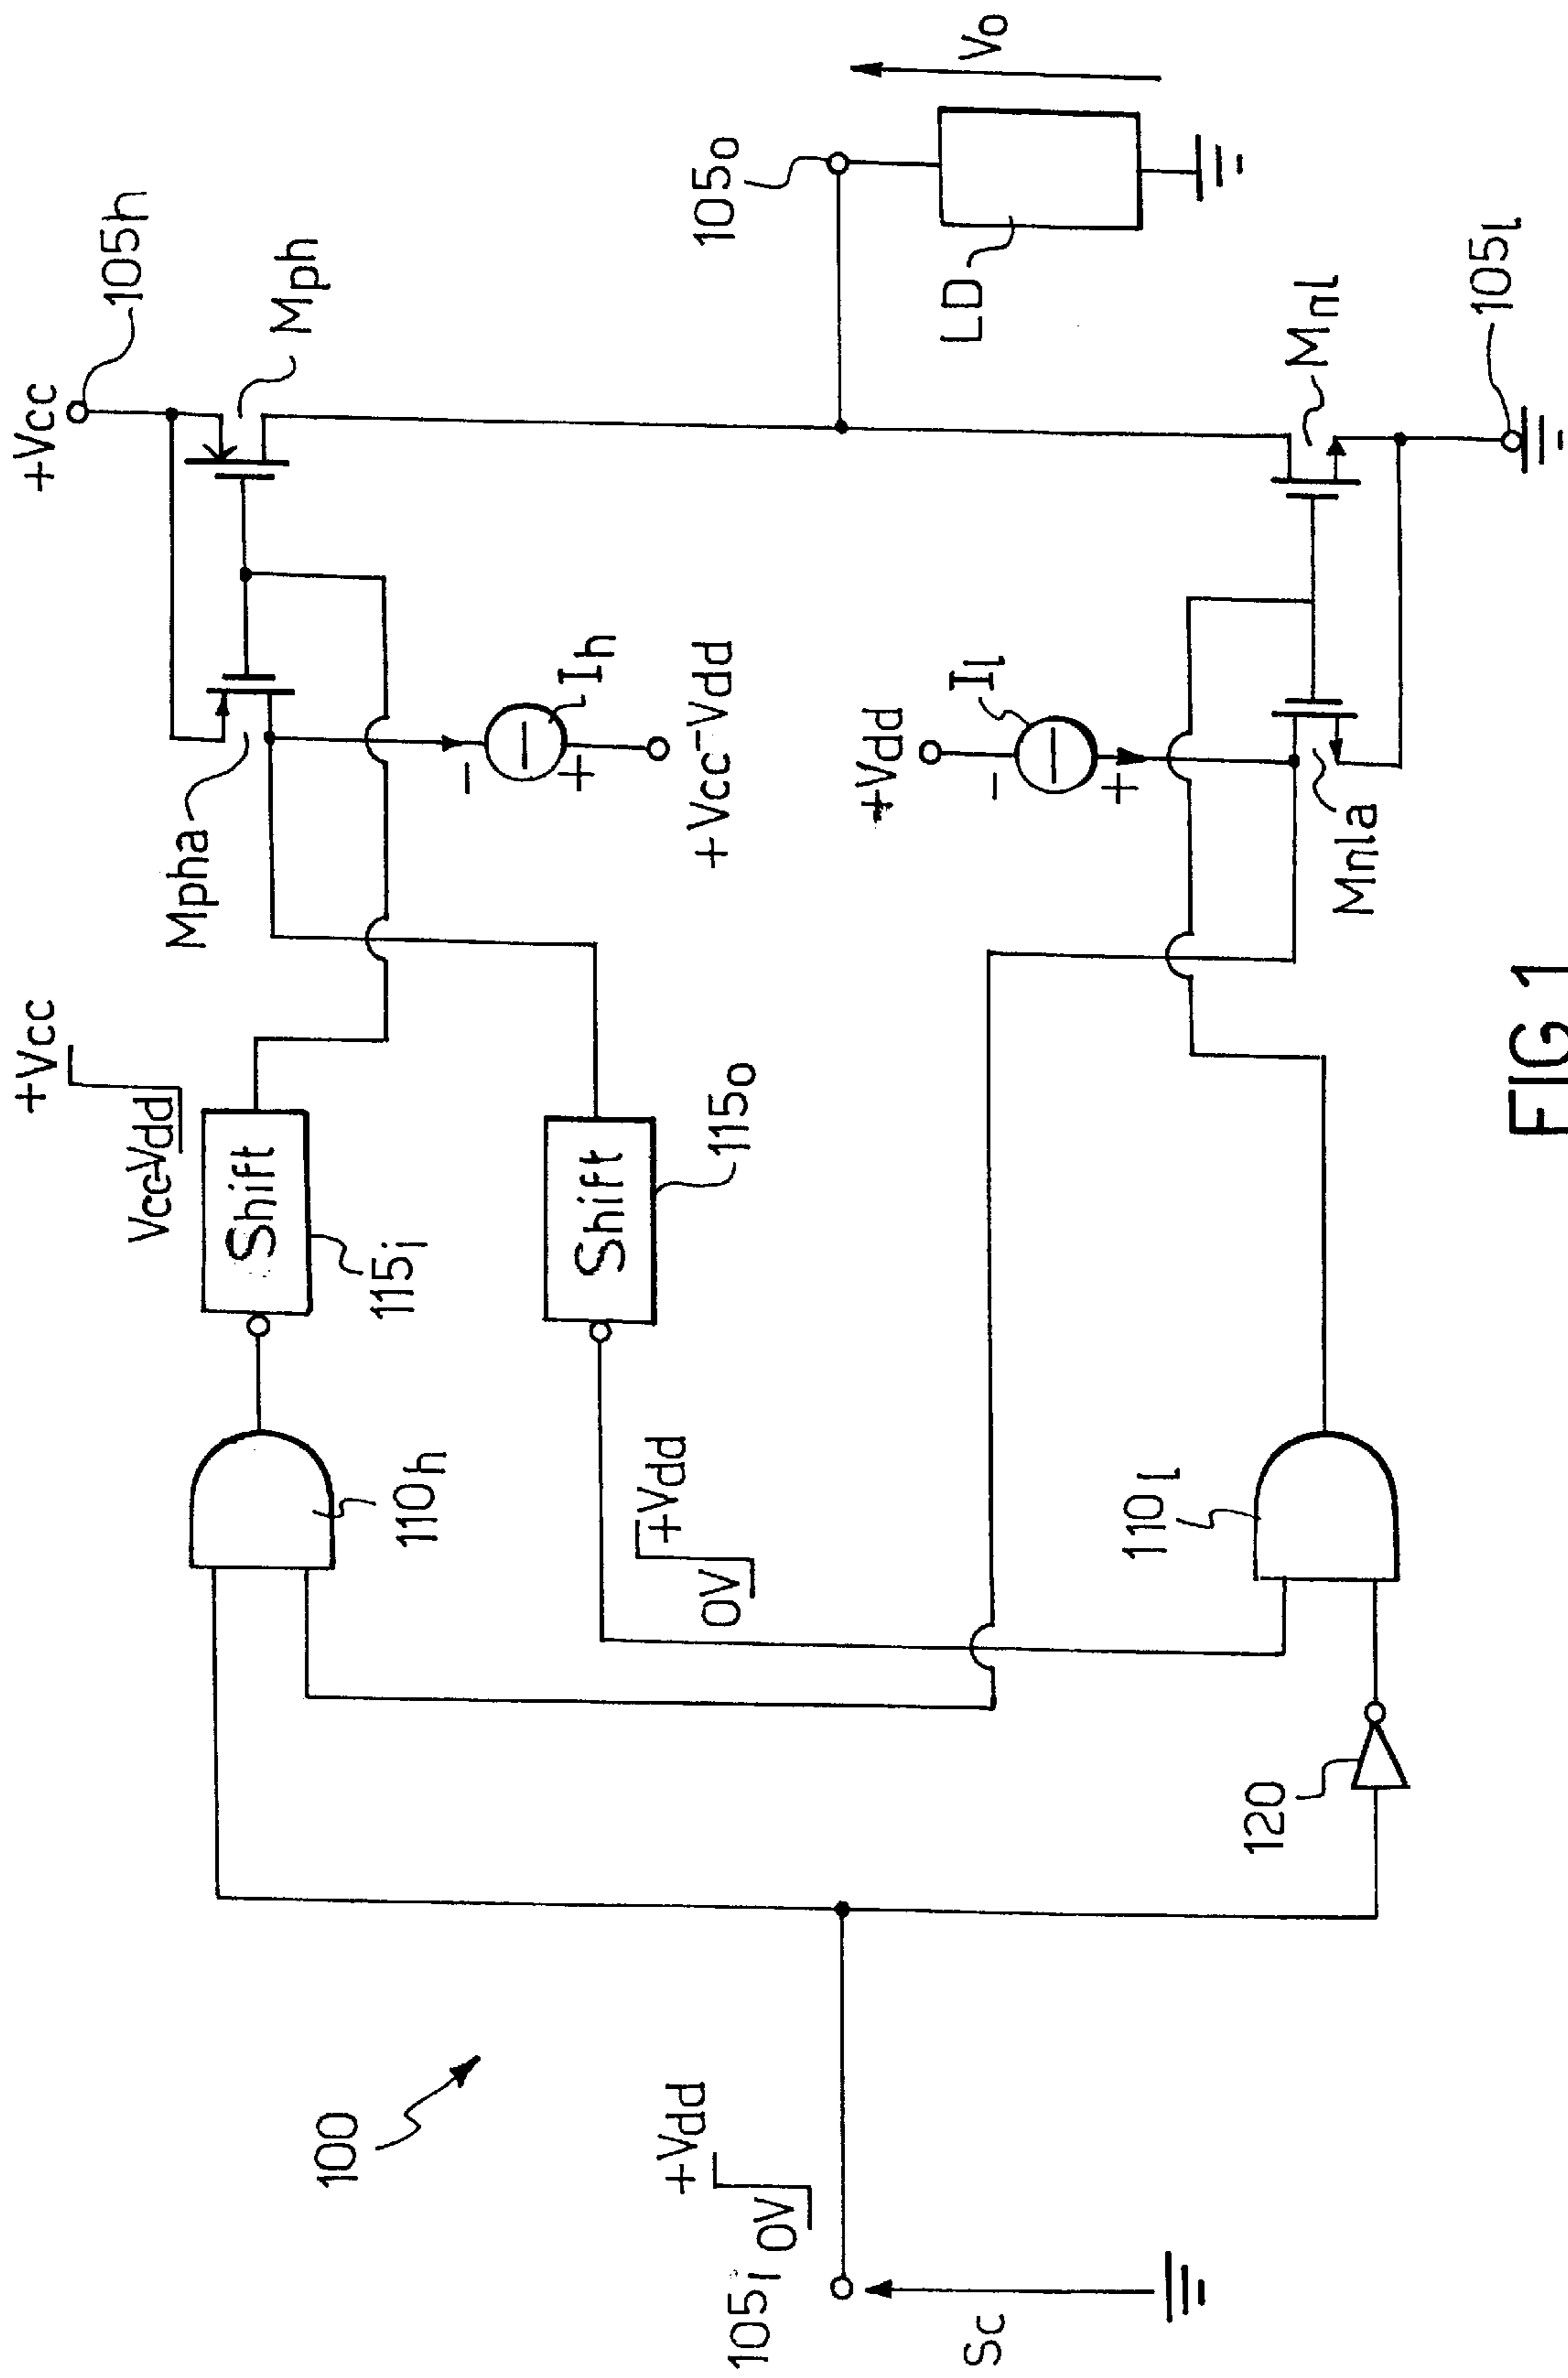 +Vcc
105h
Mph
+Vcc
Vcc-Vdd
Mpha
Shift
115i
110h
Ih
+Vcc-Vdd
Shift
115o
105o
Vo
LD
100
+Vdd
0V
+Vdd
0V
105i
Sc
+Vdd
Il
110l
120
Mnla
Mnl
105l
FIG 1